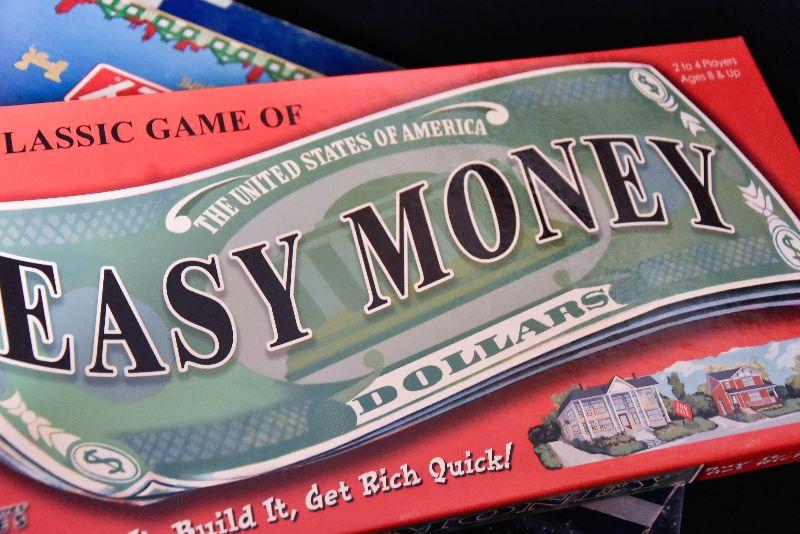 2 to 4 Players
Ages 8 & Up
LASSIC GAME OF
THE UNITED STATES OF AMERICA
EASY MONEY
DOLLARS
Build It, Get Rich Quick!